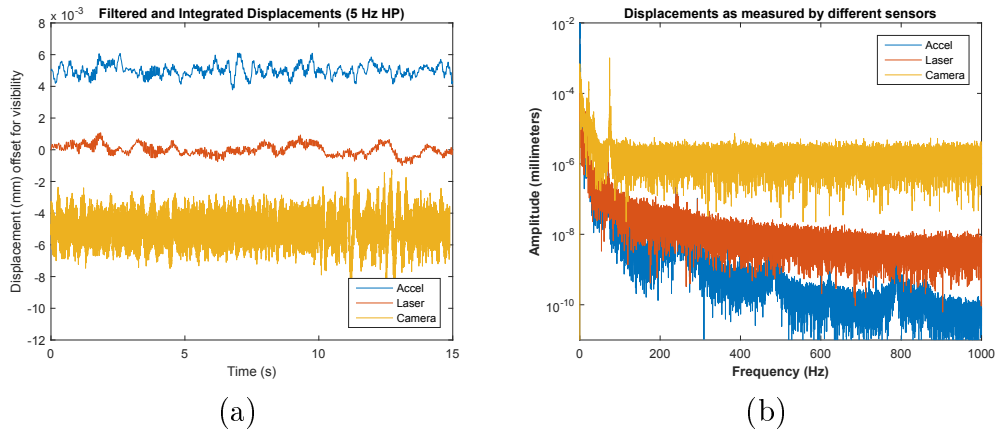 Filtered and Integrated Displacements (5 Hz HP)
8 × 10⁻³
6
4
2
0
-2
-4
-6
-8
-10
-12
Displacement (mm) offset for visibility
Accel
Laser
Camera
0 5 10 15
Time (s)
(a)
Displacements as measured by different sensors
10⁻²
10⁻⁴
10⁻⁶
10⁻⁸
10⁻¹⁰
Amplitude (millimeters)
Accel
Laser
Camera
0 200 400 600 800 1000
Frequency (Hz)
(b)